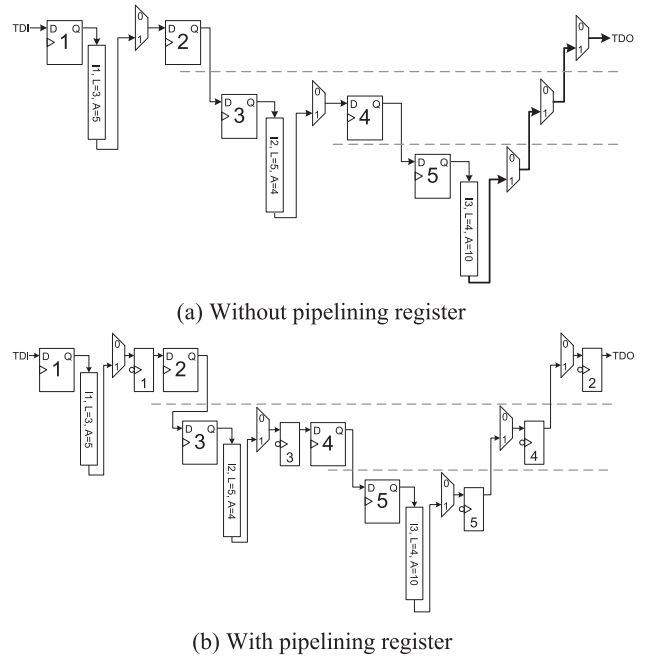 TDI
D Q
1
I1, L=3, A=5
0
1
D Q
2
D Q
3
I2, L=5, A=4
0
1
D Q
4
D Q
5
I3, L=4, A=10
0
1
0
1
0
1
TDO
(a) Without pipelining register
TDI
D Q
1
I1, L=3, A=5
0
1
1
D Q
2
D Q
3
I2, L=5, A=4
0
1
3
D Q
4
D Q
5
I3, L=4, A=10
0
1
5
0
1
4
0
1
2
TDO
(b) With pipelining register